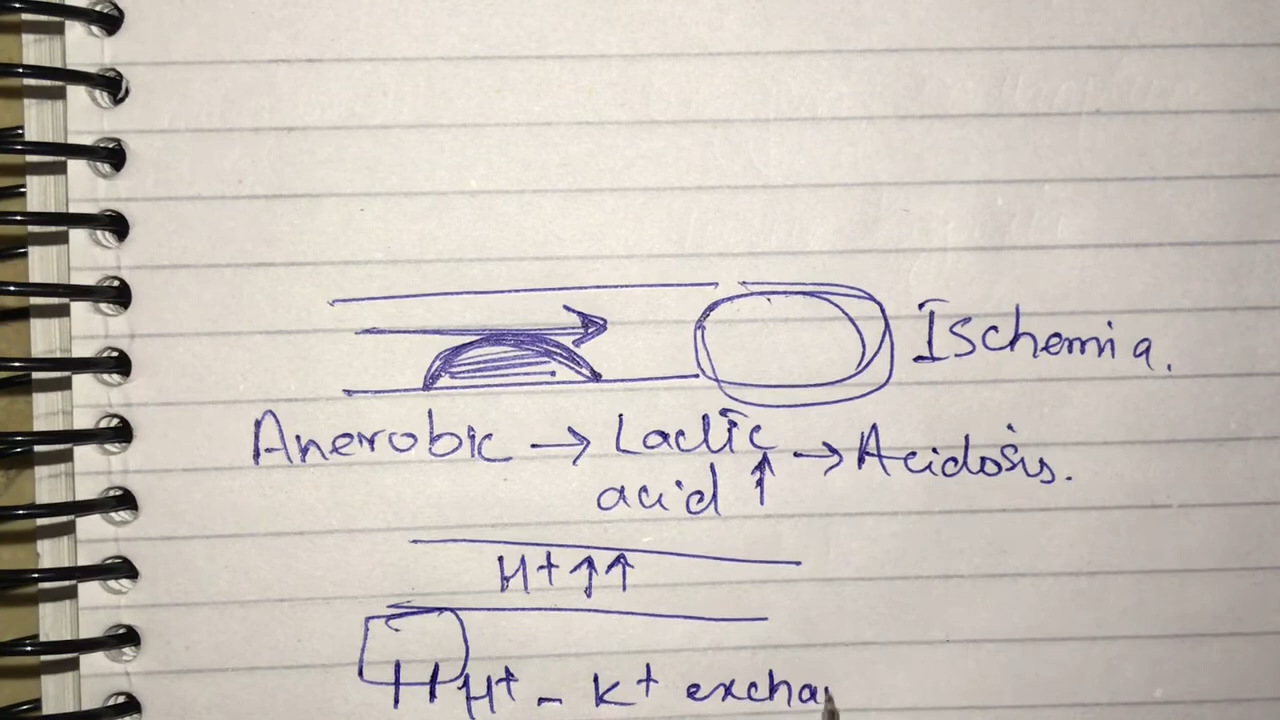 Ischemia.
Anerobic → Lactic → Acidosis.
acid ↑
H+ ↑↑
H+ - K+ excha